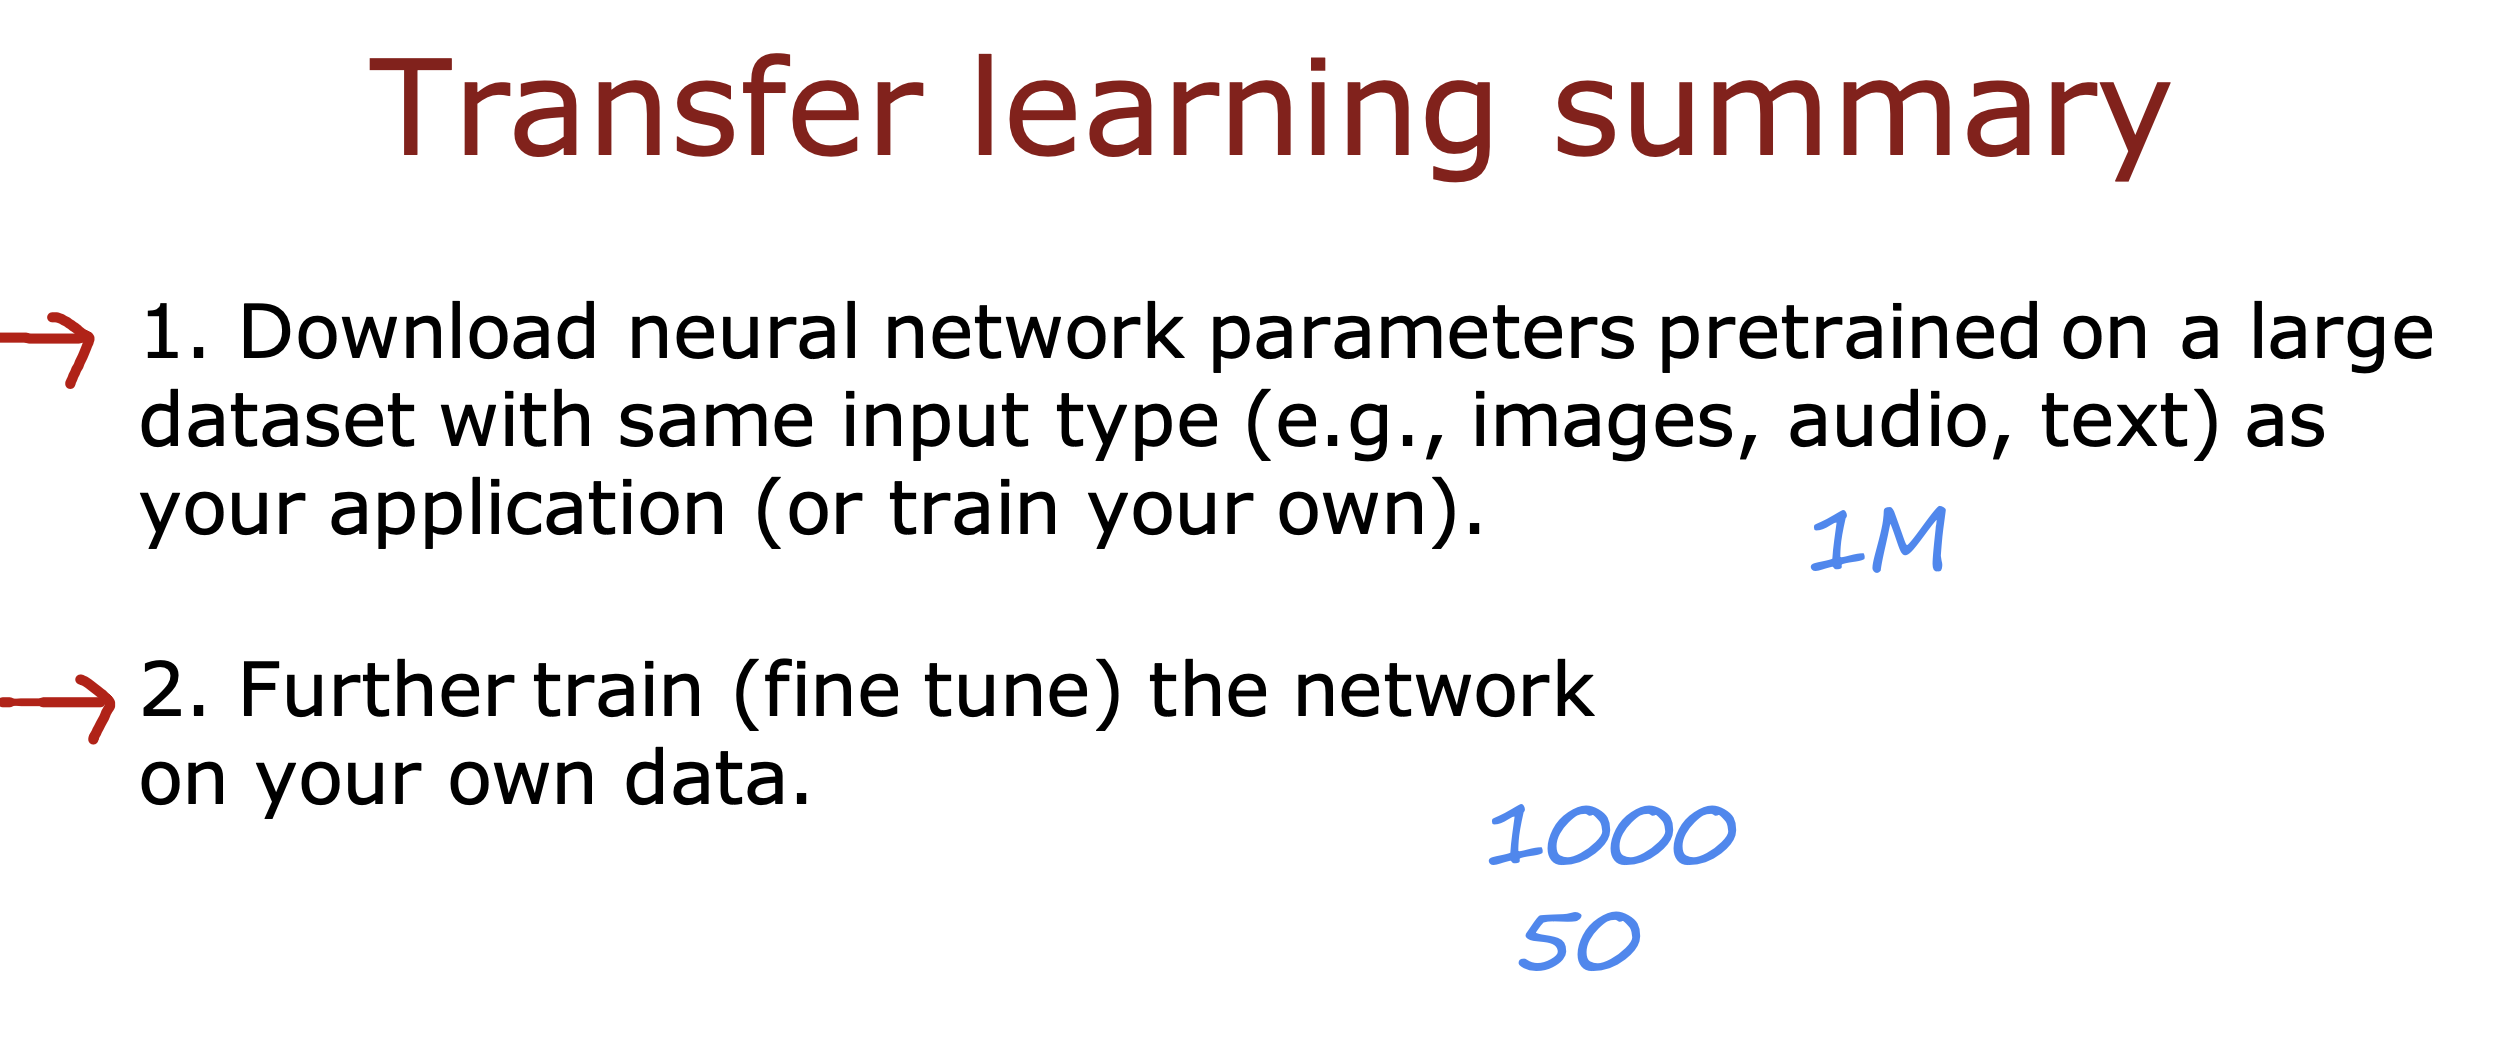 Transfer learning summary
1. Download neural network parameters pretrained on a large
dataset with same input type (e.g., images, audio, text) as
your application (or train your own).
1M
2. Further train (fine tune) the network
on your own data.
1000
50